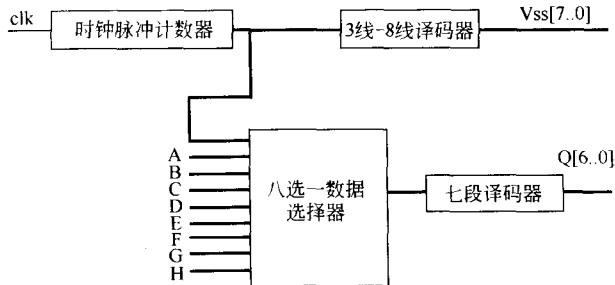 clk
时钟脉冲计数器
3线-8线译码器
Vss[7..0]
A
B
C
D
E
F
G
H
八选一数据
选择器
七段译码器
Q[6..0]